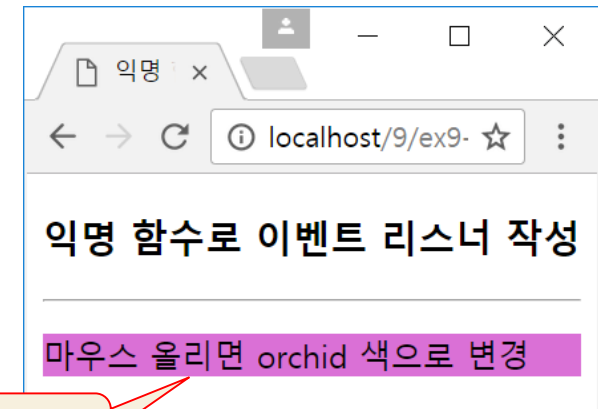 익명
localhost/9/ex9-
익명 함수로 이벤트 리스너 작성
마우스 올리면 orchid 색으로 변경